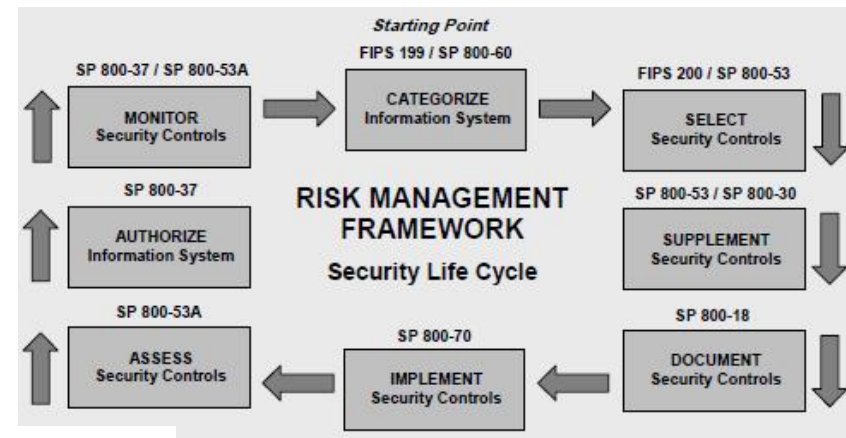 Starting Point
FIPS 199 / SP 800-60
CATEGORIZE
Information System
FIPS 200 / SP 800-53
SELECT
Security Controls
SP 800-53 / SP 800-30
SUPPLEMENT
Security Controls
SP 800-18
DOCUMENT
Security Controls
SP 800-70
IMPLEMENT
Security Controls
SP 800-53A
ASSESS
Security Controls
SP 800-37
AUTHORIZE
Information System
SP 800-37 / SP 800-53A
MONITOR
Security Controls
RISK MANAGEMENT
FRAMEWORK
Security Life Cycle